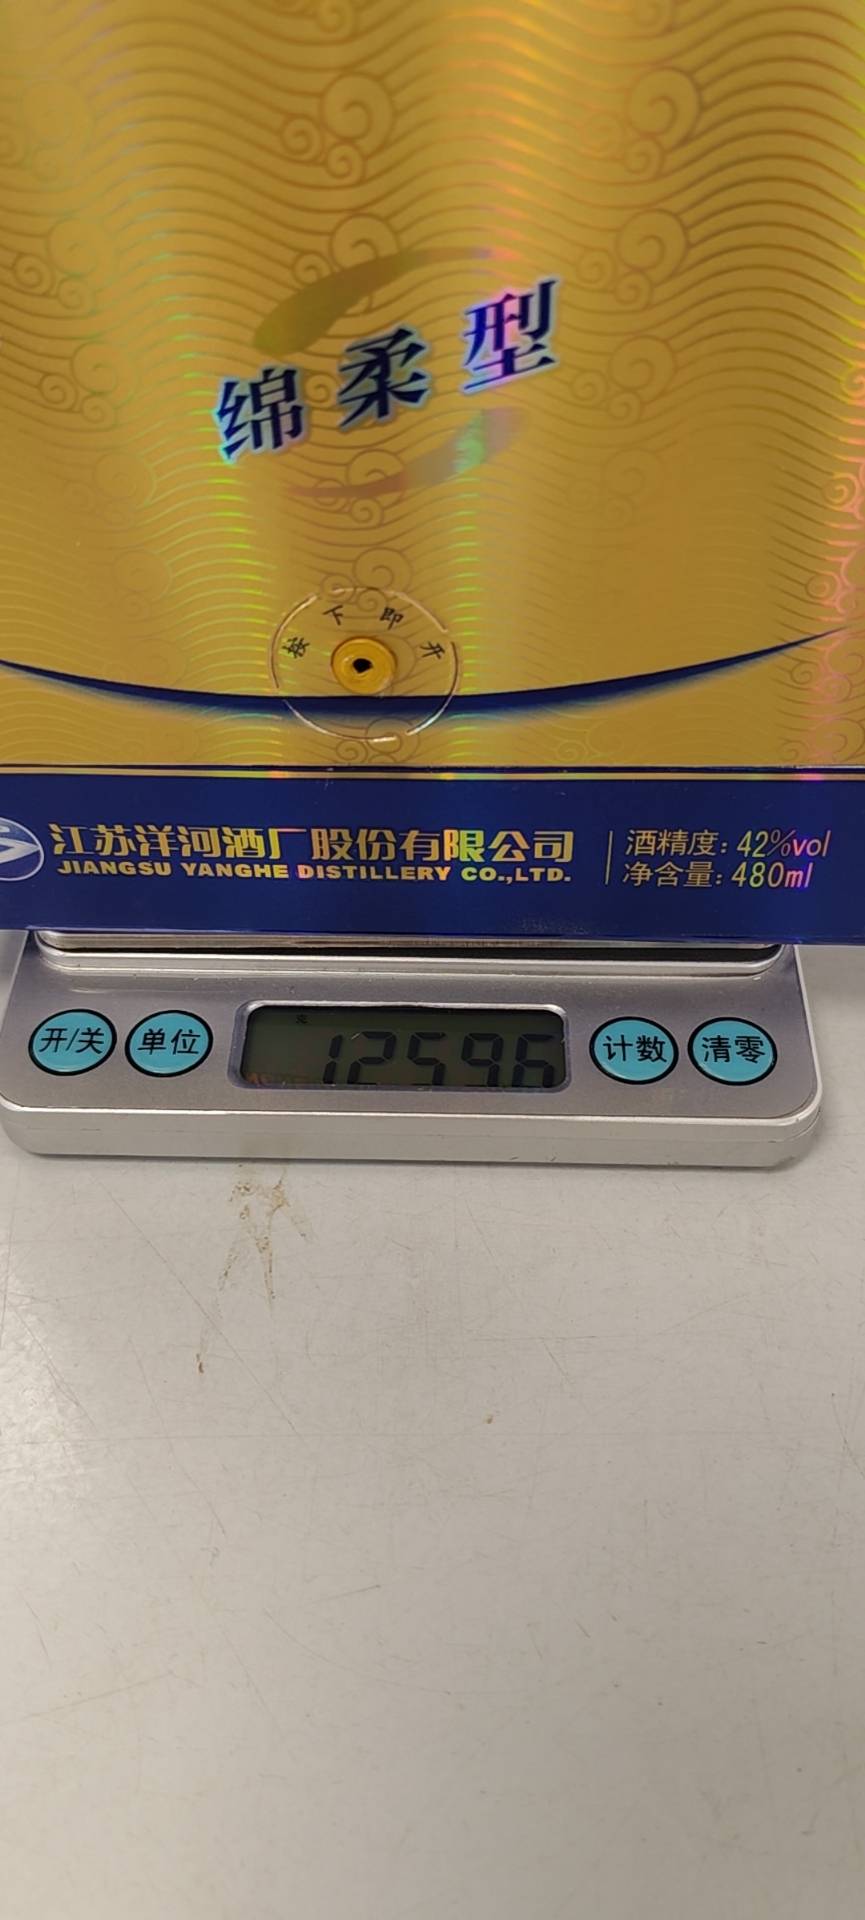 绵柔型
按下即开
江苏洋河酒厂股份有限公司
JIANGSU YANGHE DISTILLERY CO.,LTD.
酒精度:42%vol
净含量:480ml
开/关
单位
克
1259.6
计数
清零